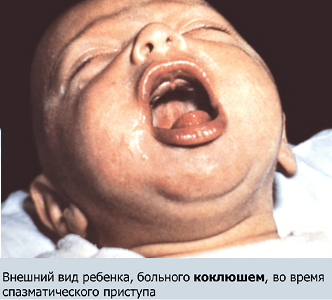 Внешний вид ребенка, больного коклюшем, во время
спазматического приступа